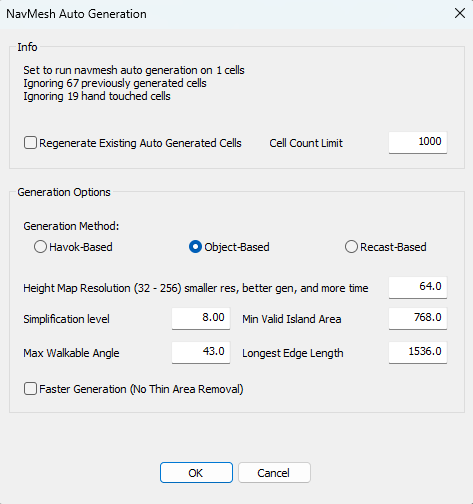 NavMesh Auto Generation
Info
Set to run navmesh auto generation on 1 cells
Ignoring 67 previously generated cells
Ignoring 19 hand touched cells
Regenerate Existing Auto Generated Cells Cell Count Limit 1000
Generation Options
Generation Method:
Havok-Based Object-Based Recast-Based
Height Map Resolution (32 - 256) smaller res, better gen, and more time 64.0
Simplification level 8.00 Min Valid Island Area 768.0
Max Walkable Angle 43.0 Longest Edge Length 1536.0
Faster Generation (No Thin Area Removal)
OK Cancel